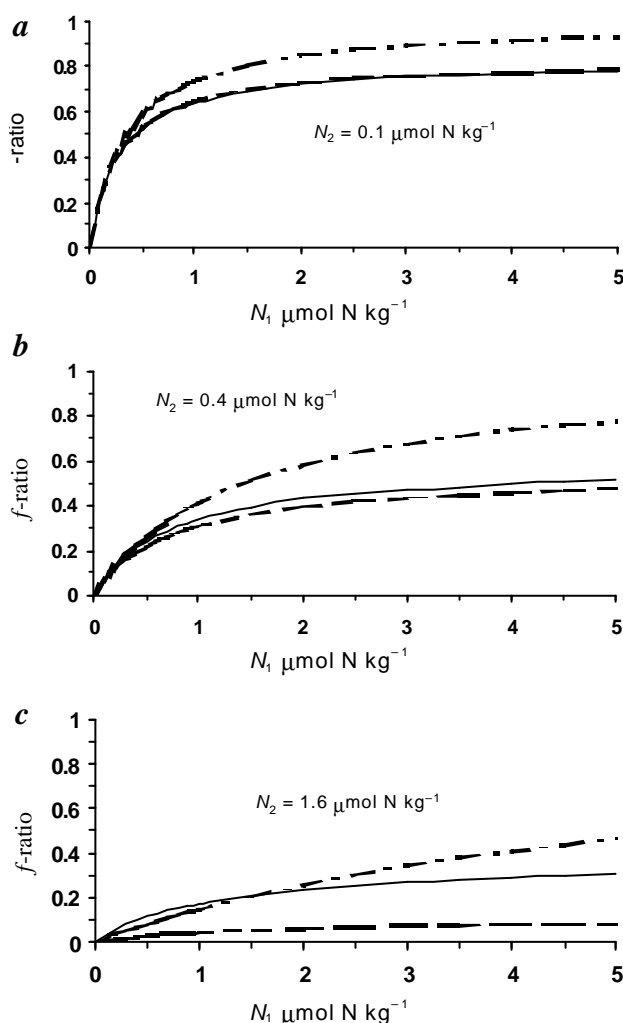 a
1
0.8
0.6
0.4
0.2
0
-ratio
N₂ = 0.1 μmol N kg⁻¹
0 1 2 3 4 5
N₁ μmol N kg⁻¹
b
1
0.8
0.6
0.4
0.2
0
f-ratio
N₂ = 0.4 μmol N kg⁻¹
0 1 2 3 4 5
N₁ μmol N kg⁻¹
c
1
0.8
0.6
0.4
0.2
0
f-ratio
N₂ = 1.6 μmol N kg⁻¹
0 1 2 3 4 5
N₁ μmol N kg⁻¹